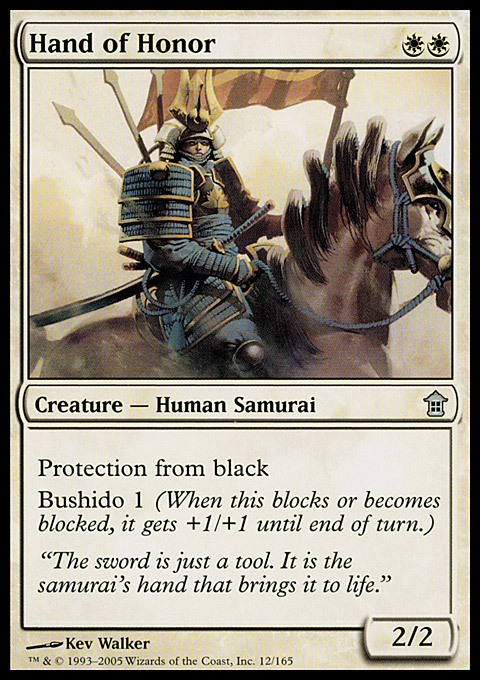 Hand of Honor
Creature — Human Samurai
Protection from black
Bushido 1 (When this blocks or becomes
blocked, it gets +1/+1 until end of turn.)
“The sword is just a tool. It is the
samurai’s hand that brings it to life.”
Kev Walker
2/2
™ & © 1993–2005 Wizards of the Coast, Inc. 12/165